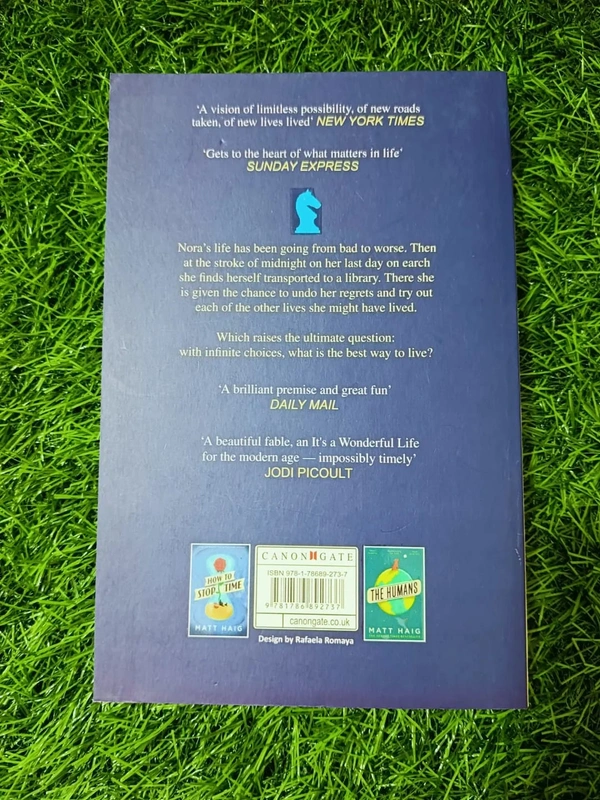 ‘A vision of limitless possibility, of new roads
taken, of new lives lived’ NEW YORK TIMES
‘Gets to the heart of what matters in life‘
SUNDAY EXPRESS
Nora's life has been going from bad to worse. Then
at the stroke of midnight on her last day on earch
she finds herself transported to a library. There she
is given the chance to undo her regrets and try out
each of the other lives she might have lived.
Which raises the ultimate question:
with infinite choices, what is the best way to live?
‘A brilliant premise and great fun’
DAILY MAIL
‘A beautiful fable, an It's a Wonderful Life
for the modern age — impossibly timely’
JODI PICOULT
HOW TO
STOP TIME
MATT HAIG
CANONGATE
ISBN 978-1-78689-273-7
9 781786 892737
canongate.co.uk
Design by Rafaela Romaya
THE HUMANS
MATT HAIG